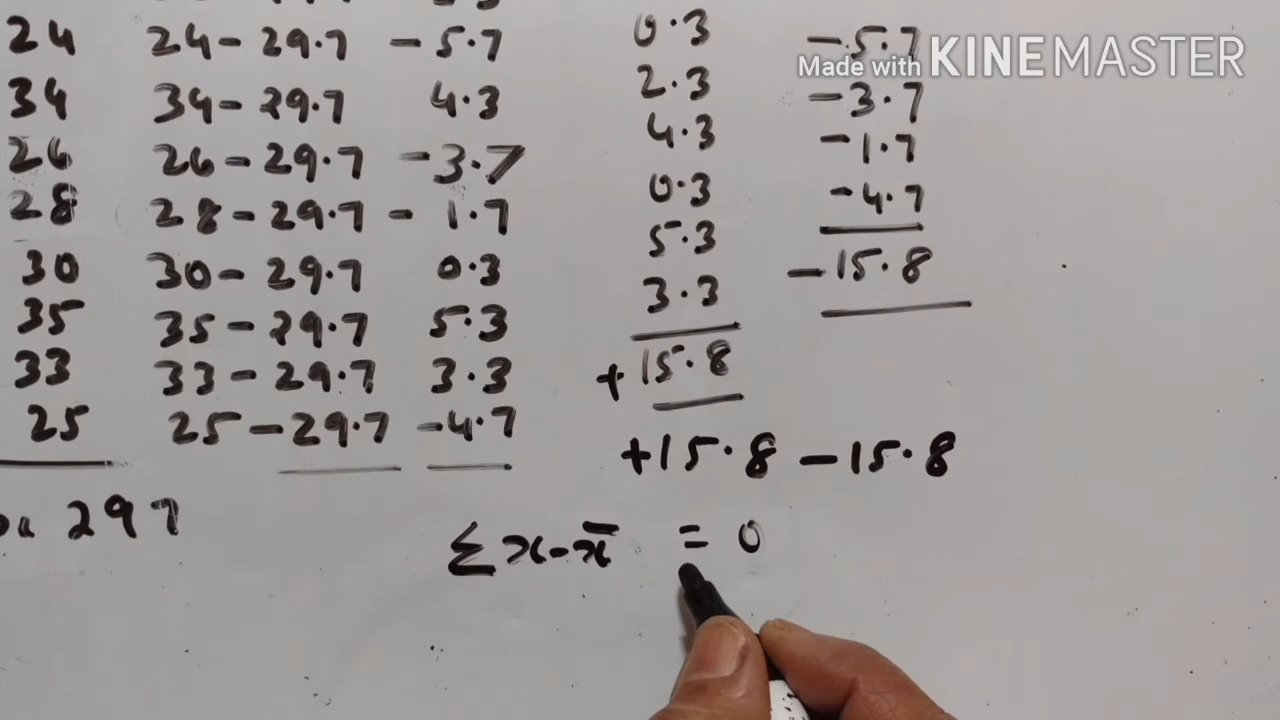 24 24-29.7 -5.7 0.3 -5.7
Made with KINEMASTER
34 34-29.7 4.3 2.3 -3.7
26 26-29.7 -3.7 4.3 -1.7
28 28-29.7 -1.7 0.3 -4.7
30 30-29.7 0.3 5.3 -15.8
35 35-29.7 5.3 3.3
33 33-29.7 3.3 +15.8
25 25-29.7 -4.7 +15.8-15.8
297 Σx-x̄ = 0